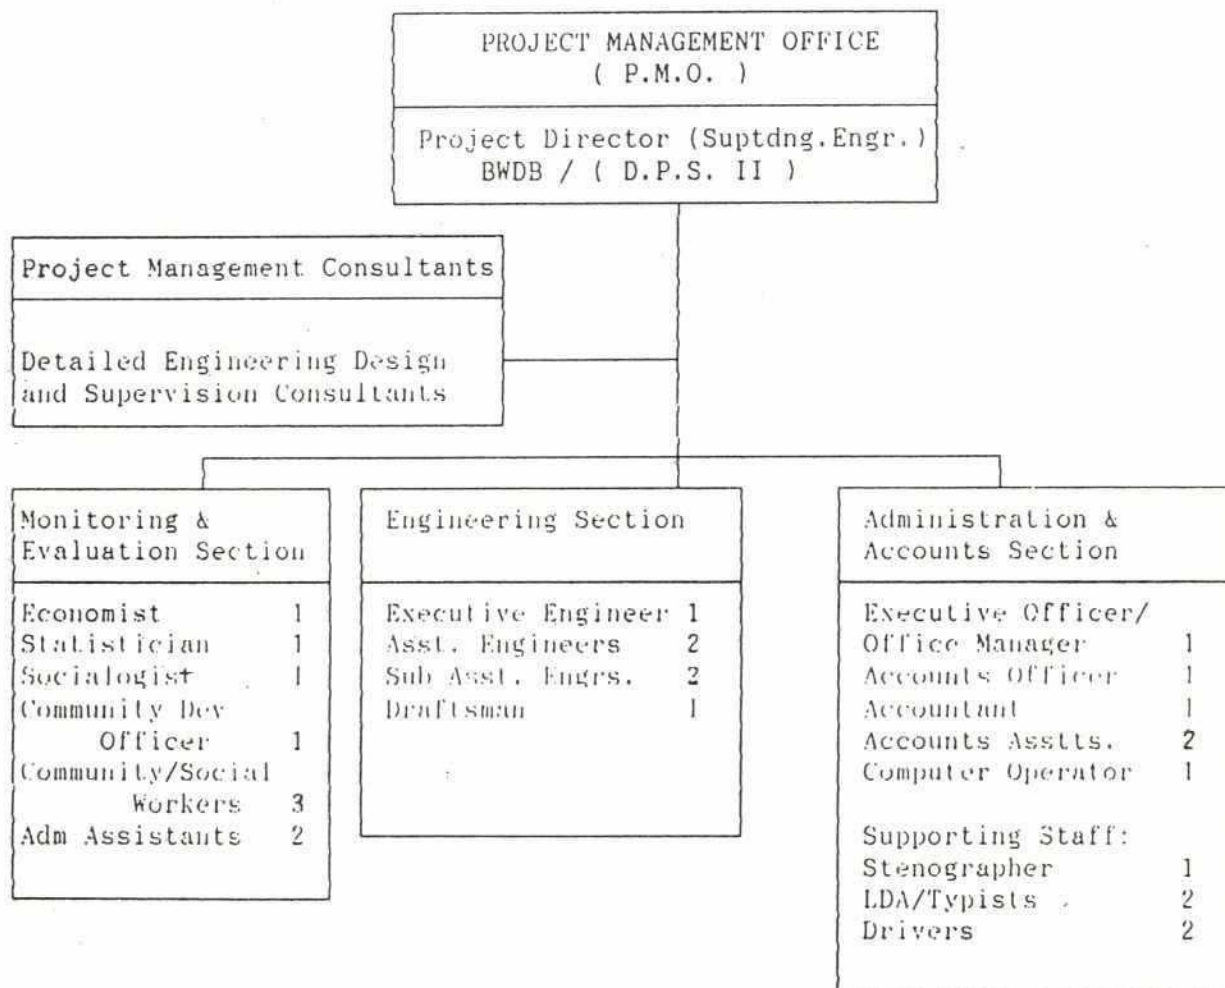 PROJECT MANAGEMENT OFFICE
( P.M.O. )
Project Director (Suptdng.Engr.)
BWDB / ( D.P.S. II )
Project Management Consultants
Detailed Engineering Design
and Supervision Consultants
Monitoring &
Evaluation Section
Economist 1
Statistician 1
Socialogist 1
Community Dev
Officer 1
Community/Social
Workers 3
Adm Assistants 2
Engineering Section
Executive Engineer 1
Asst. Engineers 2
Sub Asst. Engrs. 2
Draftsman 1
Administration &
Accounts Section
Executive Officer/
Office Manager 1
Accounts Officer 1
Accountant 1
Accounts Asstts. 2
Computer Operator 1
Supporting Staff:
Stenographer 1
LDA/Typists 2
Drivers 2